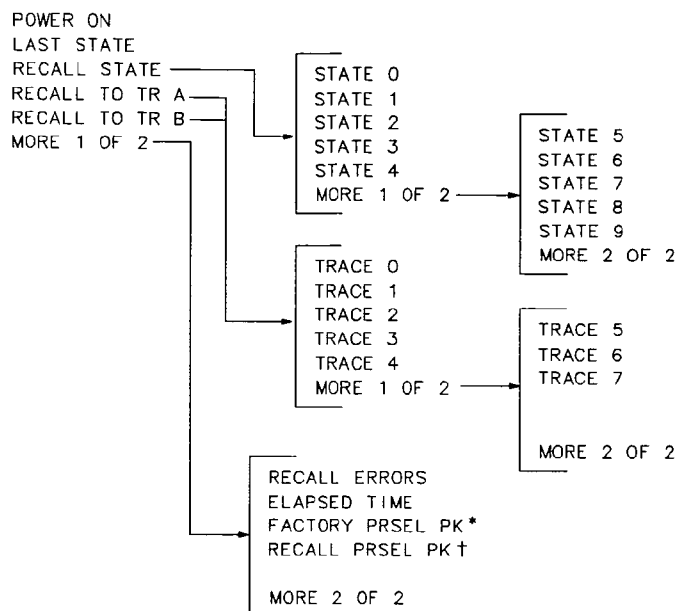 POWER ON
LAST STATE
RECALL STATE
RECALL TO TR A
RECALL TO TR B
MORE 1 OF 2
STATE 0
STATE 1
STATE 2
STATE 3
STATE 4
MORE 1 OF 2
STATE 5
STATE 6
STATE 7
STATE 8
STATE 9
MORE 2 OF 2
TRACE 0
TRACE 1
TRACE 2
TRACE 3
TRACE 4
MORE 1 OF 2
TRACE 5
TRACE 6
TRACE 7
MORE 2 OF 2
RECALL ERRORS
ELAPSED TIME
FACTORY PRSEL PK*
RECALL PRSEL PK†
MORE 2 OF 2